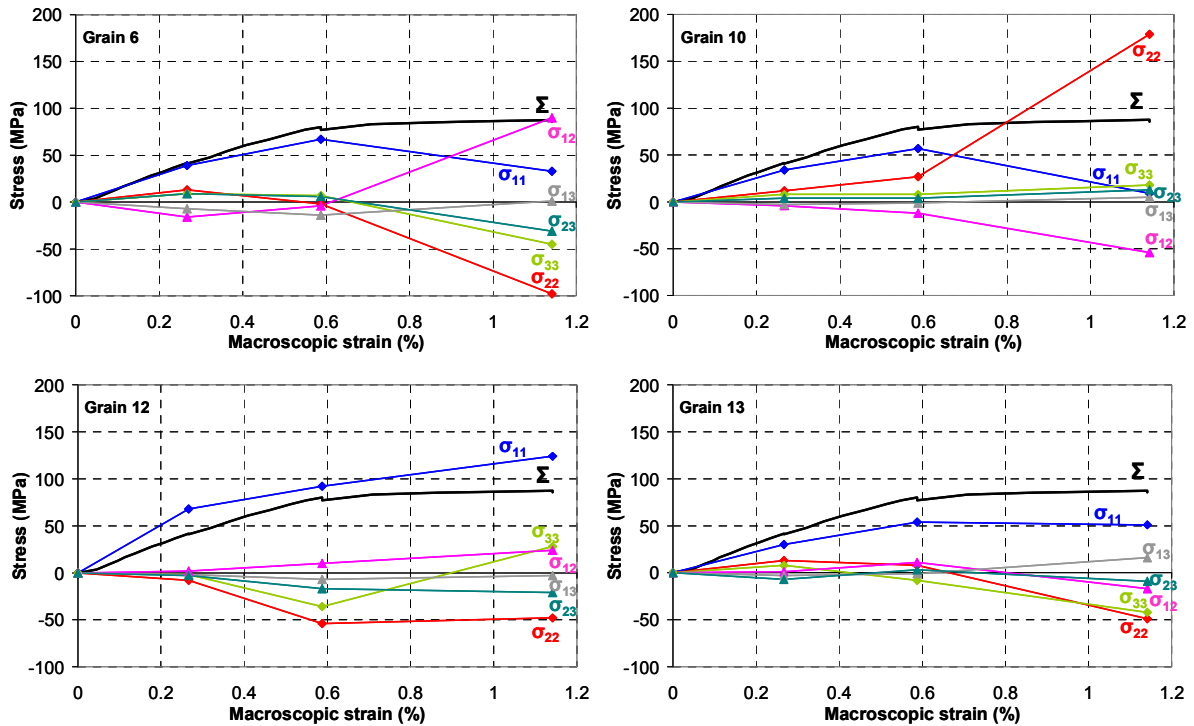 Grain 6
Stress (MPa)
200
150
100
50
0
-50
-100
Σ
σ12
σ11
σ13
σ23
σ33
σ22
0 0.2 0.4 0.6 0.8 1 1.2
Macroscopic strain (%)
Grain 10
Stress (MPa)
200
150
100
50
0
-50
-100
σ22
Σ
σ33
σ11
σ23
σ13
σ12
0 0.2 0.4 0.6 0.8 1 1.2
Macroscopic strain (%)
Grain 12
Stress (MPa)
200
150
100
50
0
-50
-100
σ11
Σ
σ33
σ12
σ13
σ23
σ22
0 0.2 0.4 0.6 0.8 1 1.2
Macroscopic strain (%)
Grain 13
Stress (MPa)
200
150
100
50
0
-50
-100
Σ
σ11
σ13
σ23
σ33
σ12
σ22
0 0.2 0.4 0.6 0.8 1 1.2
Macroscopic strain (%)